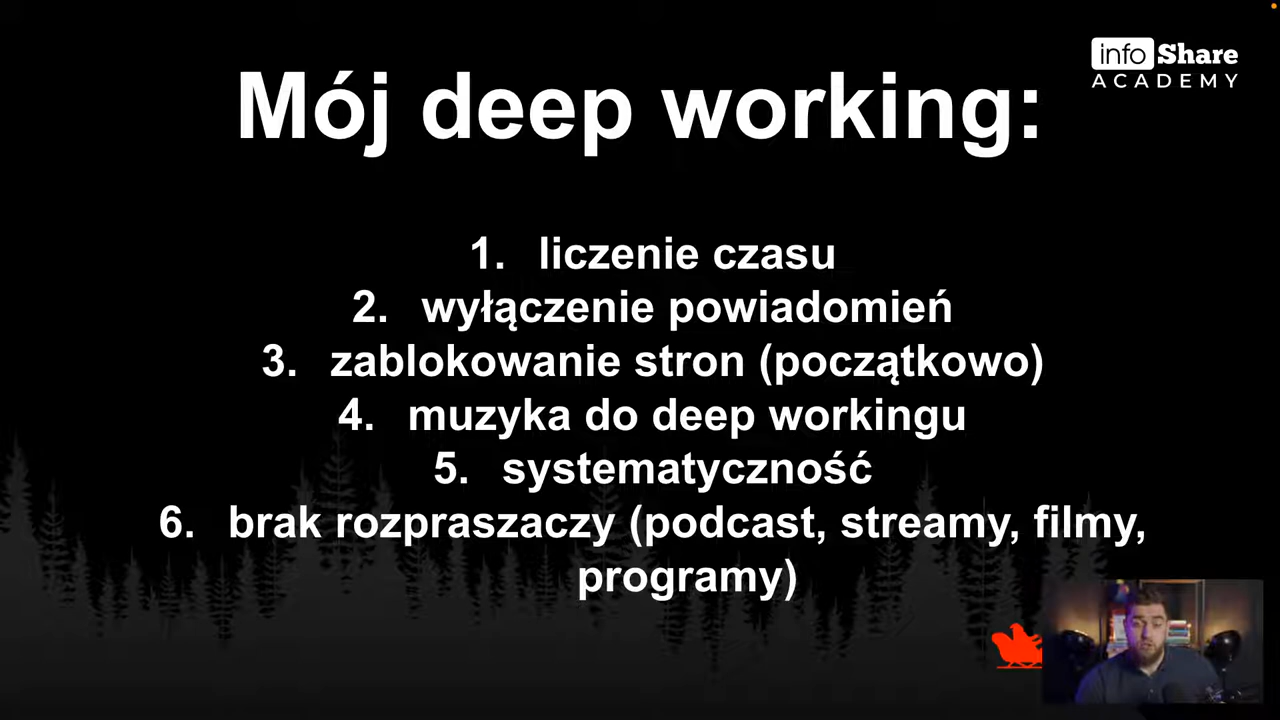 info Share
ACADEMY
Mój deep working:
1. liczenie czasu
2. wyłączenie powiadomień
3. zablokowanie stron (początkowo)
4. muzyka do deep workingu
5. systematyczność
6. brak rozpraszaczy (podcast, streamy, filmy,
programy)